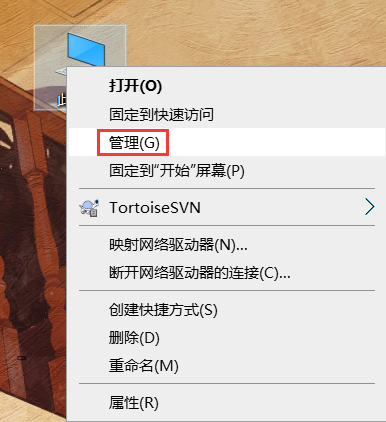 打开(O)
固定到快速访问
管理(G)
固定到"开始"屏幕(P)
TortoiseSVN
映射网络驱动器(N)...
断开网络驱动器的连接(C)...
创建快捷方式(S)
删除(D)
重命名(M)
属性(R)